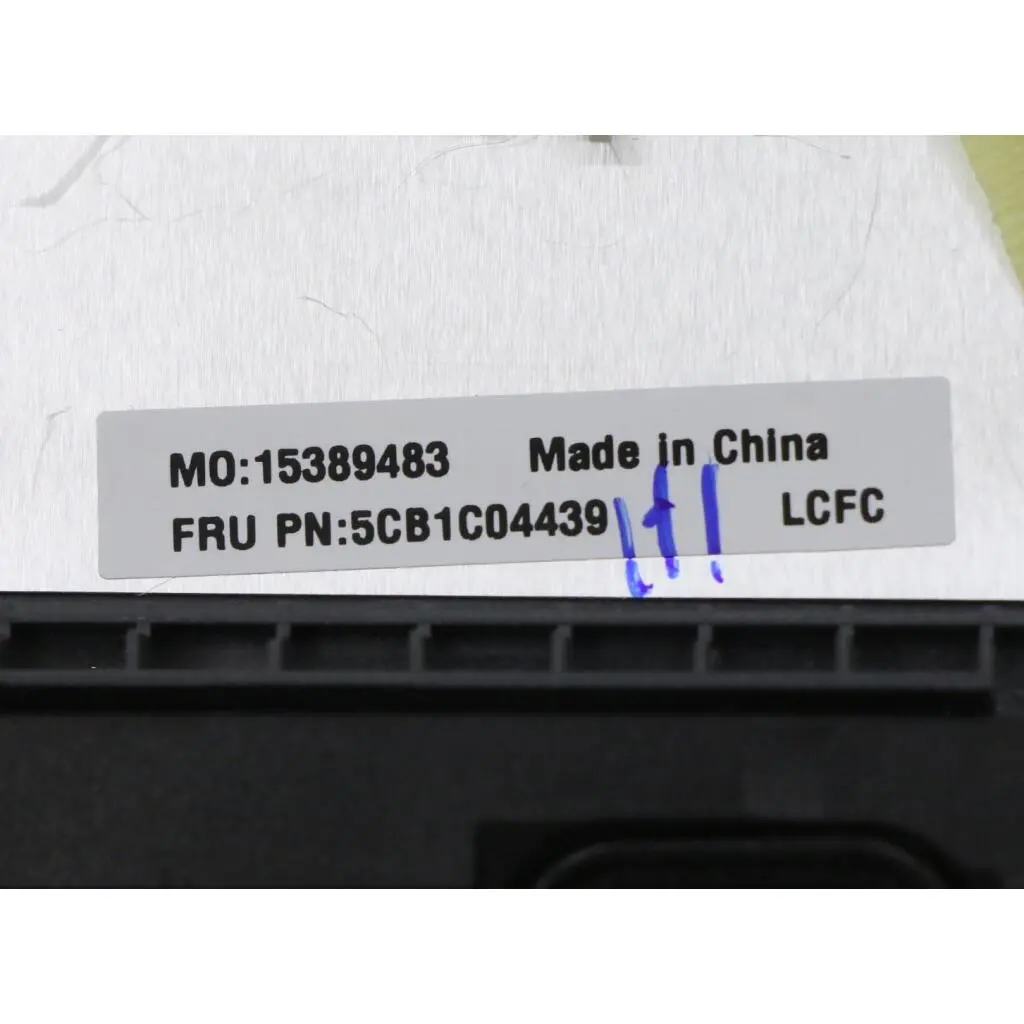 MO:15389483 Made in China
FRU PN:5CB1C04439 LCFC